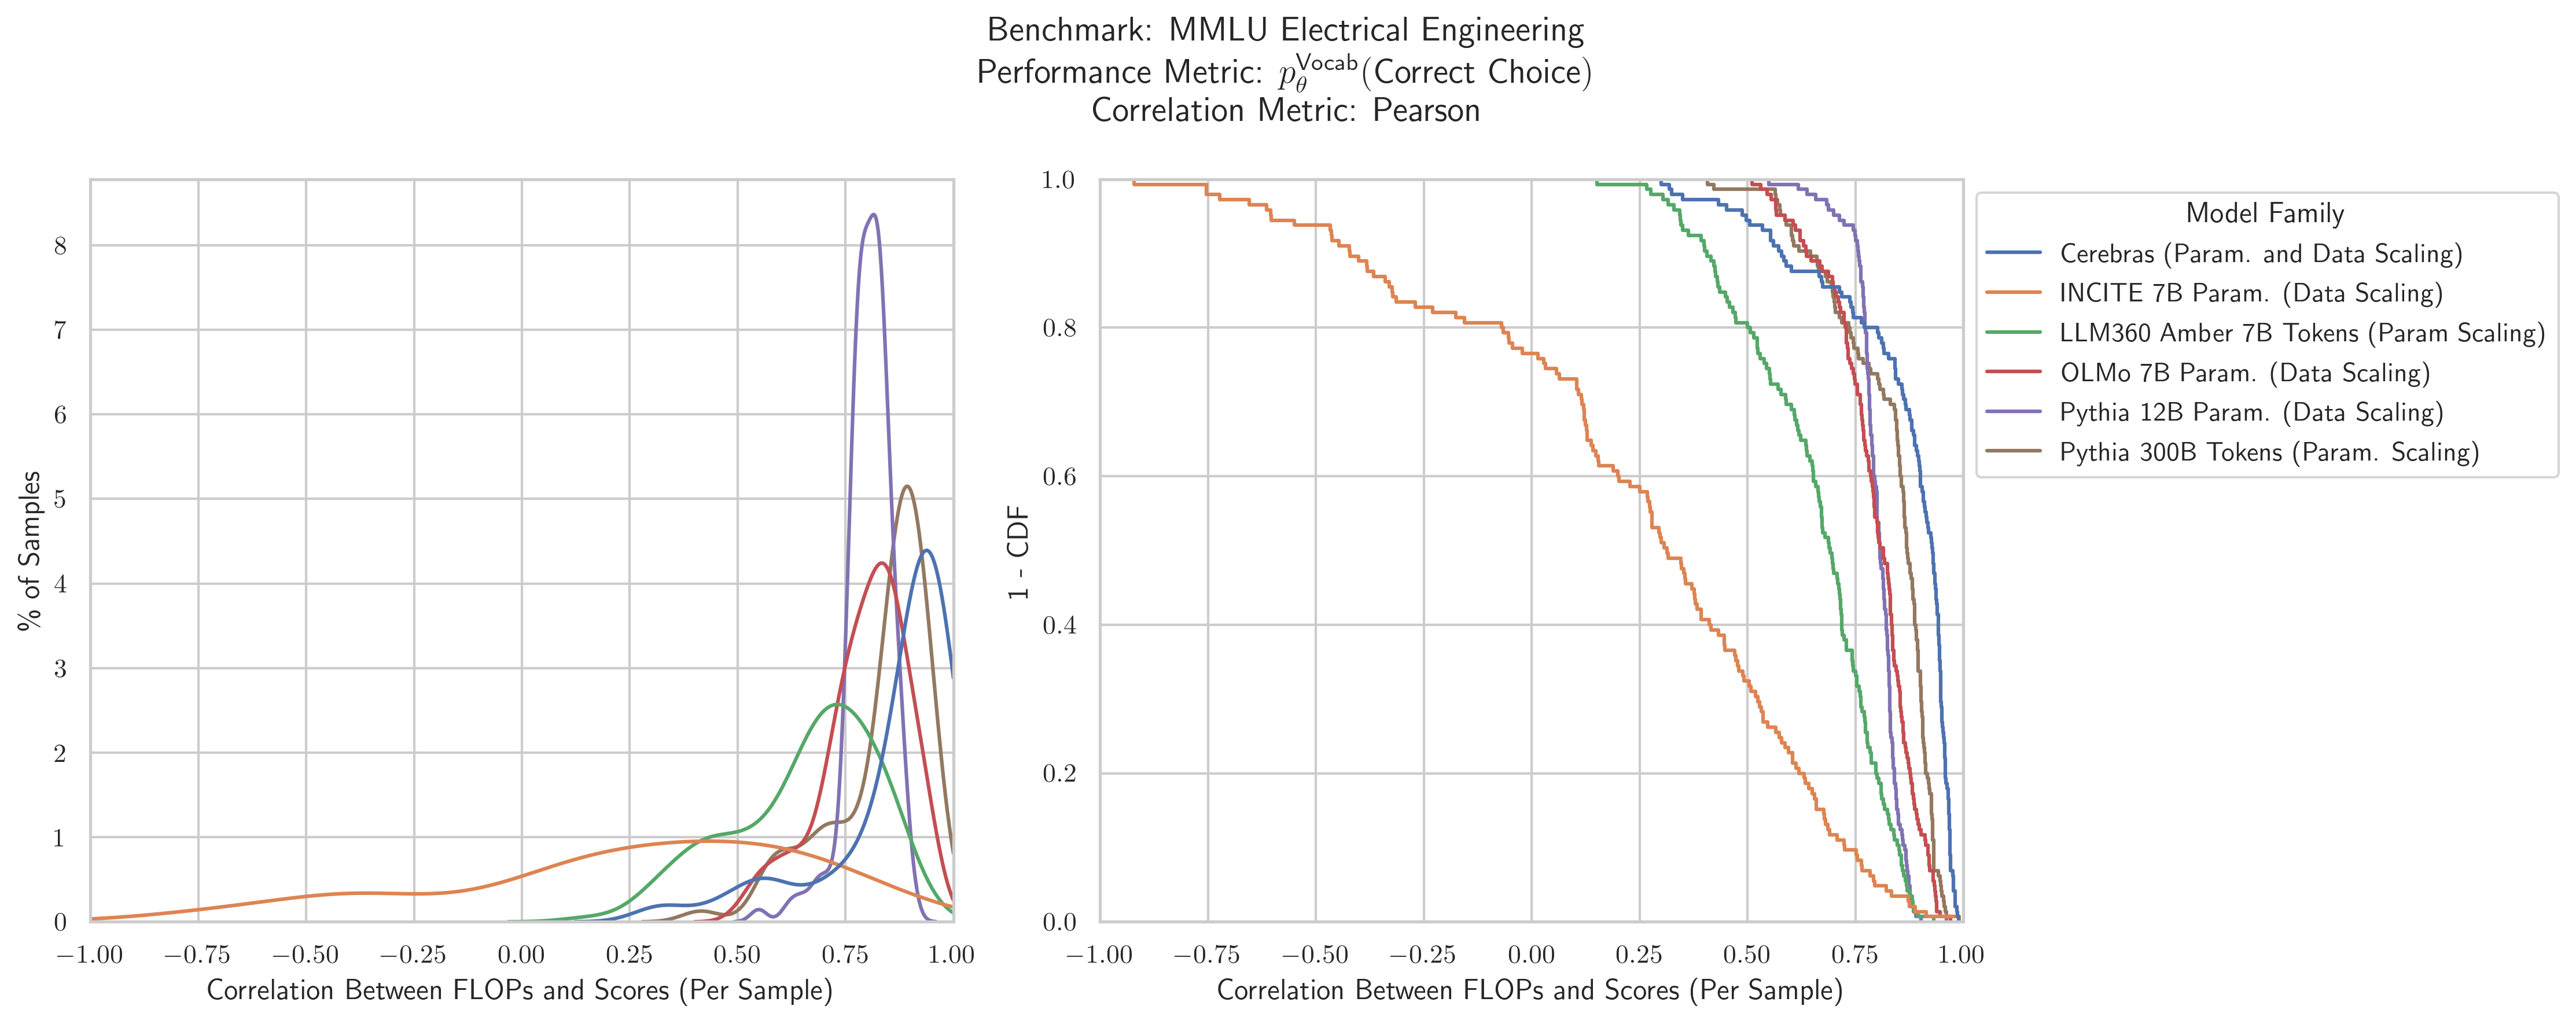 Benchmark: MMLU Electrical Engineering
Performance Metric: $p_\theta^{\text{Vocab}}$(Correct Choice)
Correlation Metric: Pearson
% of Samples
8
7
6
5
4
3
2
1
0
−1.00 −0.75 −0.50 −0.25 0.00 0.25 0.50 0.75 1.00
Correlation Between FLOPs and Scores (Per Sample)
1 - CDF
1.0
0.8
0.6
0.4
0.2
0.0
−1.00 −0.75 −0.50 −0.25 0.00 0.25 0.50 0.75 1.00
Correlation Between FLOPs and Scores (Per Sample)
Model Family
Cerebras (Param. and Data Scaling)
INCITE 7B Param. (Data Scaling)
LLM360 Amber 7B Tokens (Param Scaling)
OLMo 7B Param. (Data Scaling)
Pythia 12B Param. (Data Scaling)
Pythia 300B Tokens (Param. Scaling)